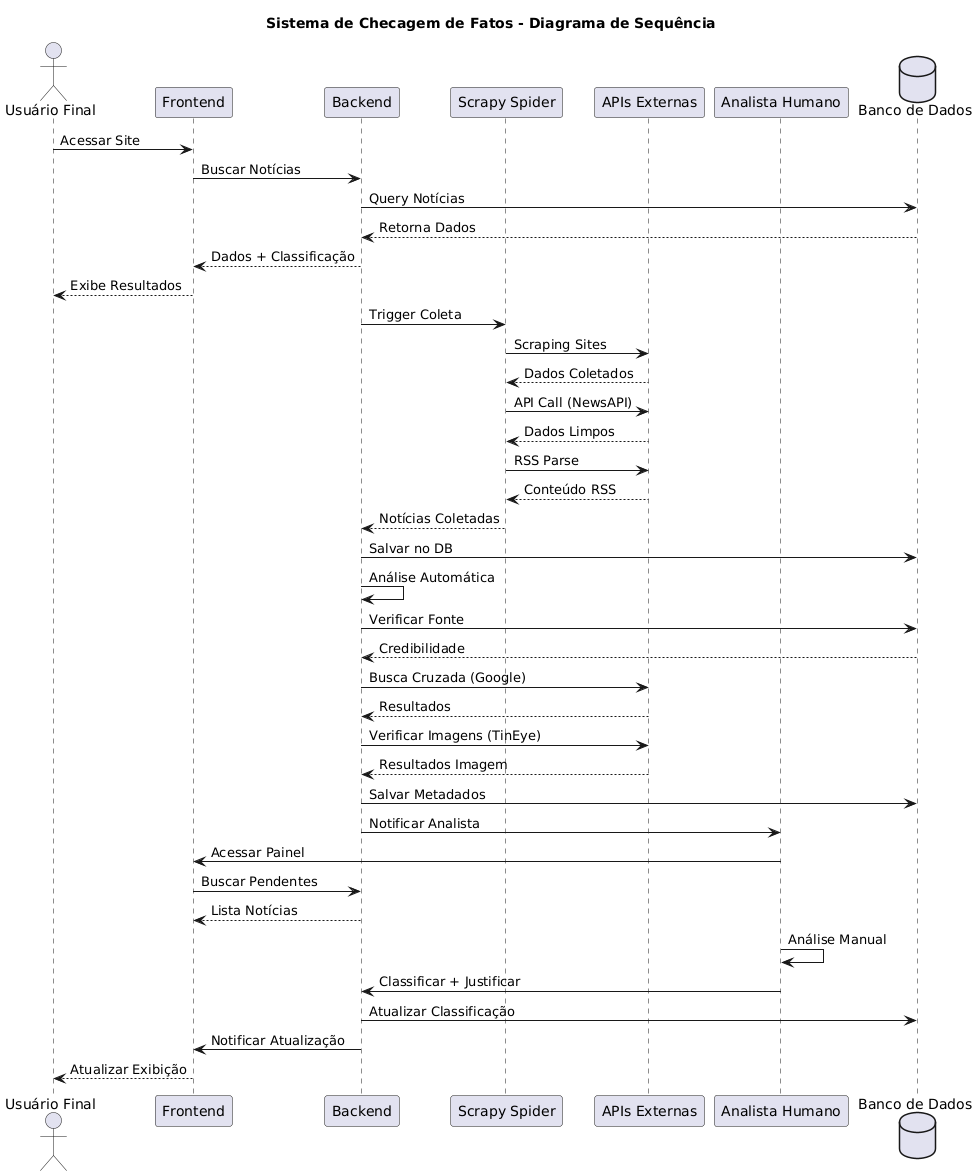 Sistema de Checagem de Fatos - Diagrama de Sequência
Usuário Final
Frontend
Backend
Scrapy Spider
APIs Externas
Analista Humano
Banco de Dados
Acessar Site
Buscar Notícias
Query Notícias
Retorna Dados
Dados + Classificação
Exibe Resultados
Trigger Coleta
Scraping Sites
Dados Coletados
API Call (NewsAPI)
Dados Limpos
RSS Parse
Conteúdo RSS
Notícias Coletadas
Salvar no DB
Análise Automática
Verificar Fonte
Credibilidade
Busca Cruzada (Google)
Resultados
Verificar Imagens (TinEye)
Resultados Imagem
Salvar Metadados
Notificar Analista
Acessar Painel
Buscar Pendentes
Lista Notícias
Análise Manual
Classificar + Justificar
Atualizar Classificação
Notificar Atualização
Atualizar Exibição
Usuário Final
Frontend
Backend
Scrapy Spider
APIs Externas
Analista Humano
Banco de Dados